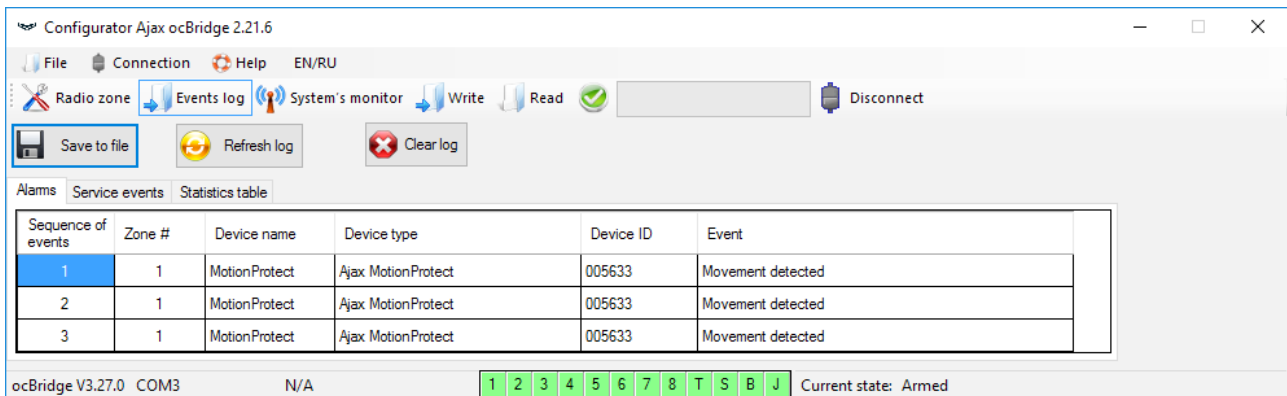 Configurator Ajax ocBridge 2.21.6
File Connection Help EN/RU
Radio zone Events log System's monitor Write Read Disconnect
Save to file Refresh log Clear log
Alarms Service events Statistics table
Sequence of events Zone # Device name Device type Device ID Event
1 1 MotionProtect Ajax MotionProtect 005633 Movement detected
2 1 MotionProtect Ajax MotionProtect 005633 Movement detected
3 1 MotionProtect Ajax MotionProtect 005633 Movement detected
ocBridge V3.27.0 COM3 N/A 1 2 3 4 5 6 7 8 T S B J Current state: Armed